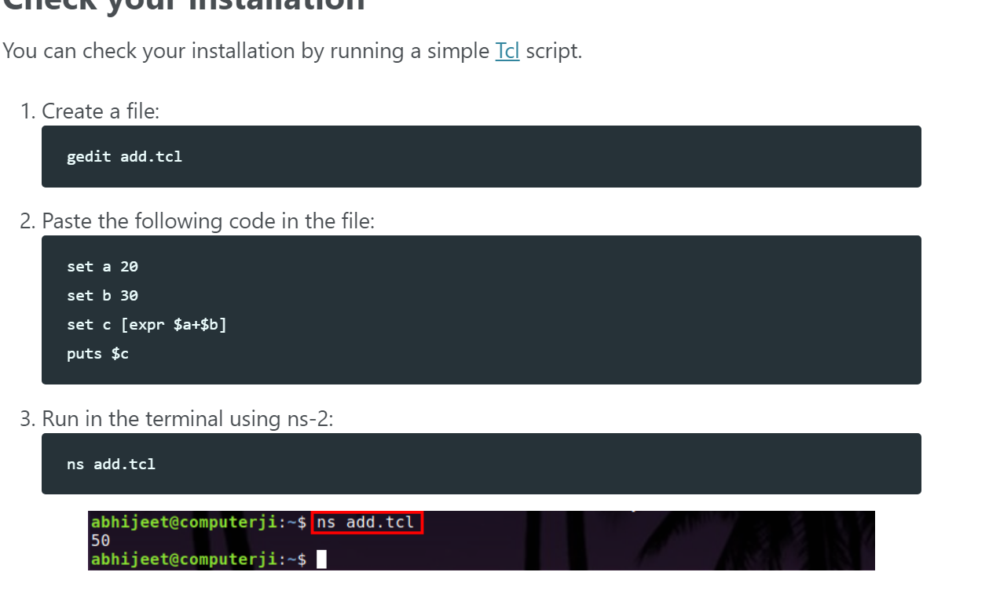 Check your installation
You can check your installation by running a simple Tcl script.
1. Create a file:
gedit add.tcl
2. Paste the following code in the file:
set a 20
set b 30
set c [expr $a+$b]
puts $c
3. Run in the terminal using ns-2:
ns add.tcl
abhijeet@computerji:~$ ns add.tcl
50
abhijeet@computerji:~$